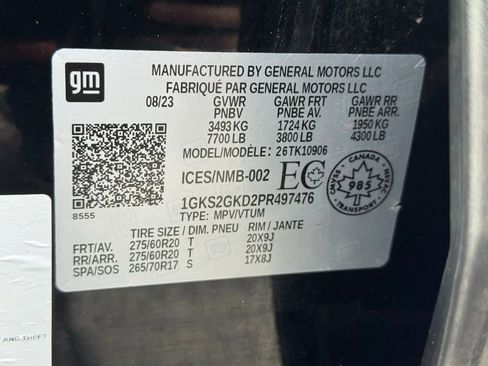 gm
MANUFACTURED BY GENERAL MOTORS LLC
FABRIQUÉ PAR GENERAL MOTORS LLC
08/23 GVWR GAWR FRT GAWR RR
PNBV PNBE AV. PNBE ARR.
3493 KG 1724 KG 1950 KG
7700 LB 3800 LB 4300 LB
MODEL/MODÈLE: 26TK10906
8555
ICES/NMB-002 EC
CANADA
985
TRANSPORT
1GKS2GKD2PR497476
TYPE: MPV/VTUM
TIRE SIZE / DIM. PNEU RIM / JANTE
FRT/AV. 275/60R20 T 20X9J
RR/ARR. 275/60R20 T 20X9J
SPA/SOS 265/70R17 S 17X8J
AND THEFT